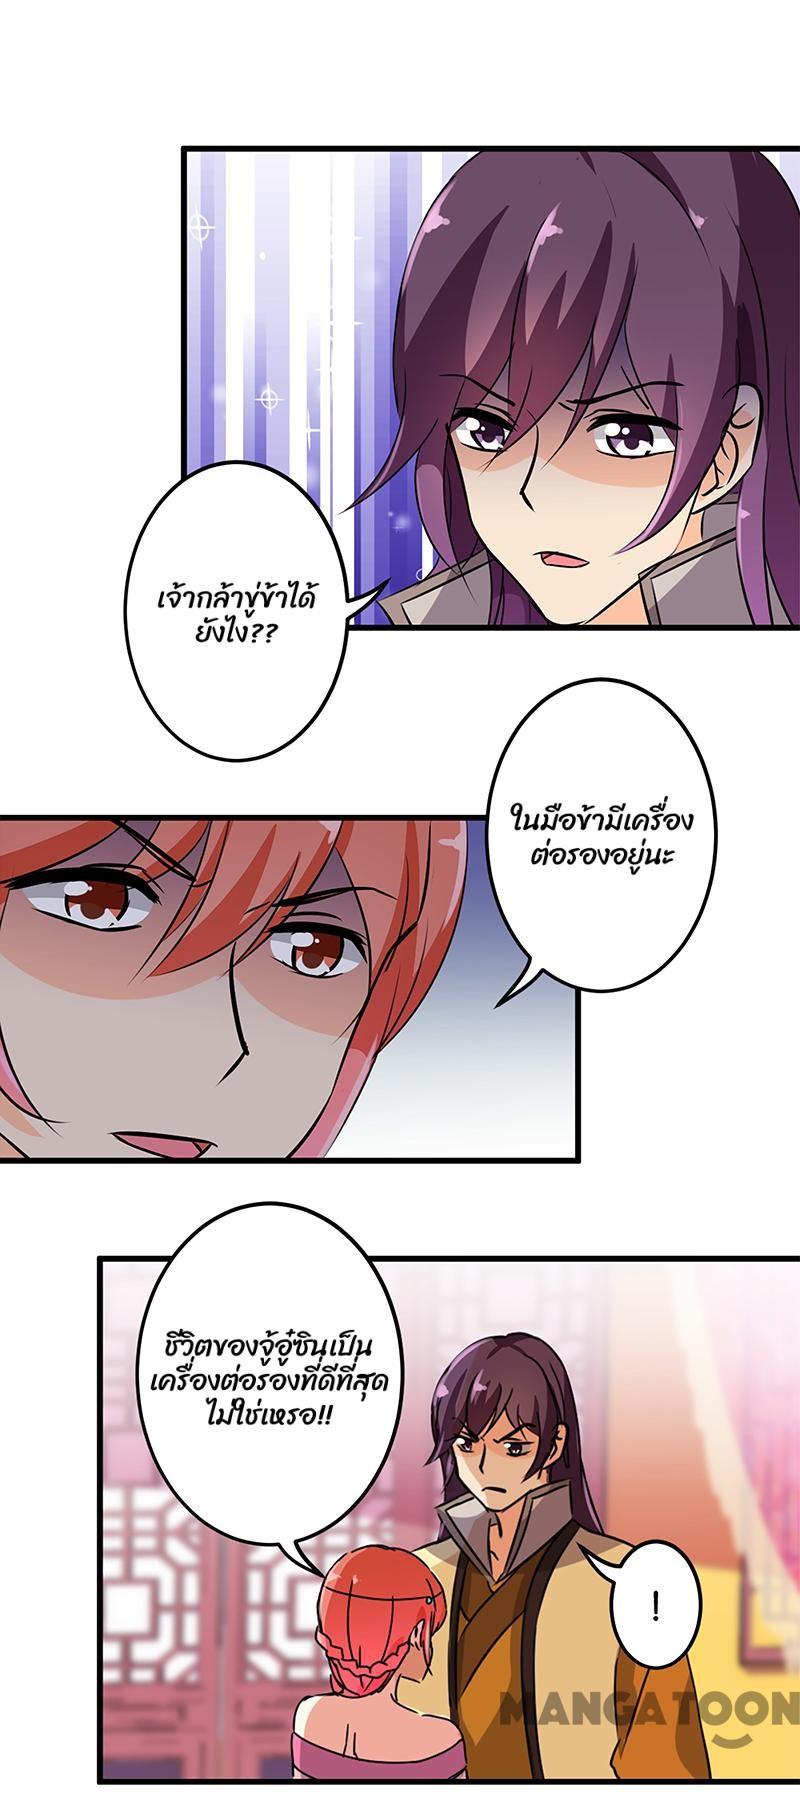 เจ้ากล้าขู่ข้าได้
ยังไง??
ในมือข้ามีเครื่อง
ต่อรองอยู่นะ
ชีวิตของจู้อู๋ซินเป็น
เครื่องต่อรองที่ดีที่สุด
ไม่ใช่เหรอ!!
!
MANGATOON